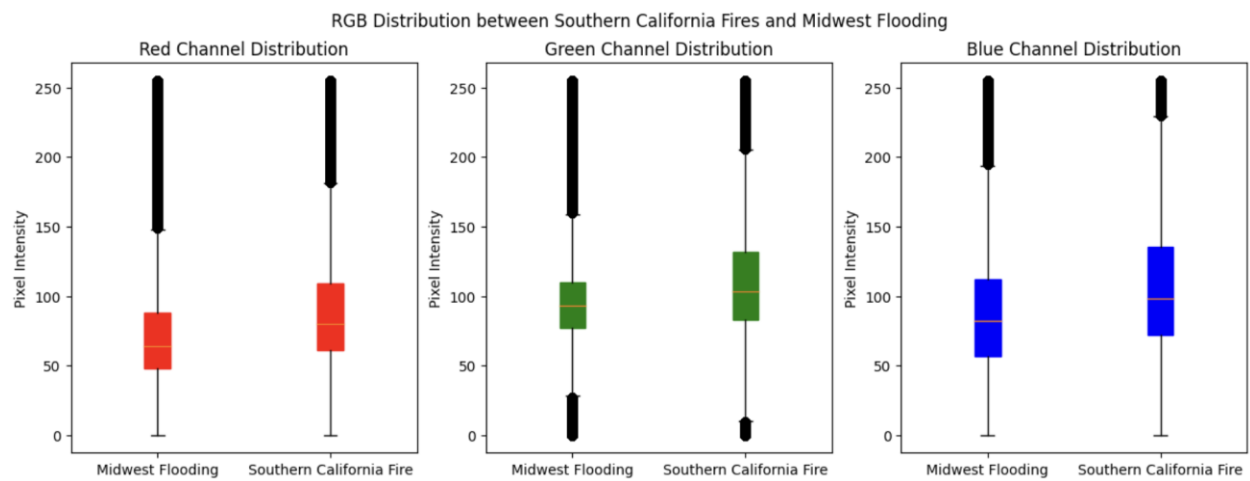 RGB Distribution between Southern California Fires and Midwest Flooding
Red Channel Distribution
Pixel Intensity
250
200
150
100
50
0
Midwest Flooding
Southern California Fire
Green Channel Distribution
Pixel Intensity
250
200
150
100
50
0
Midwest Flooding
Southern California Fire
Blue Channel Distribution
Pixel Intensity
250
200
150
100
50
0
Midwest Flooding
Southern California Fire